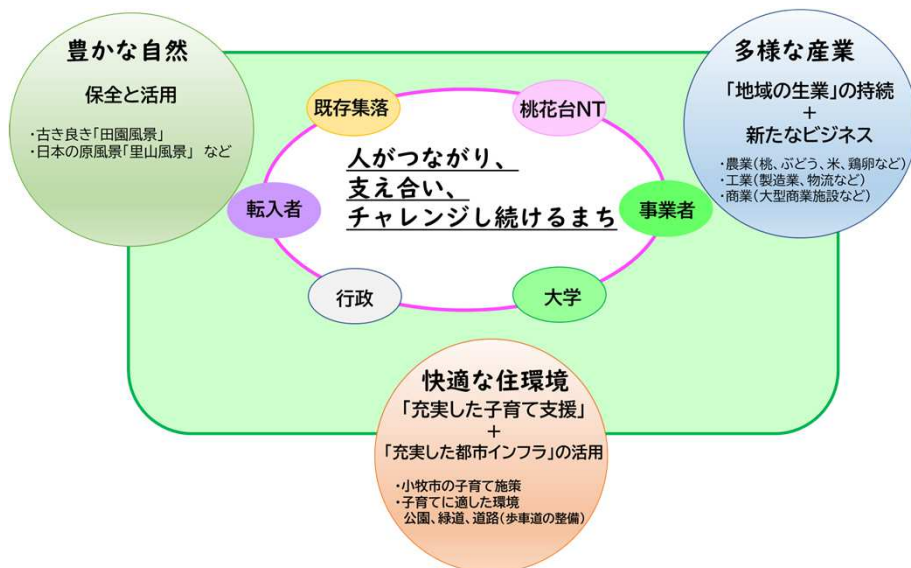 豊かな自然
保全と活用
・古き良き「田園風景」
・日本の原風景「里山風景」 など
多様な産業
「地域の生業」の持続
+
新たなビジネス
・農業(桃、ぶどう、米、鶏卵など)
・工業(製造業、物流など)
・商業(大型商業施設など)
既存集落
桃花台NT
人がつながり、
支え合い、
チャレンジし続けるまち
転入者
事業者
行政
大学
快適な住環境
「充実した子育て支援」
+
「充実した都市インフラ」の活用
・小牧市の子育て施策
・子育てに適した環境
公園、緑道、道路(歩車道の整備)